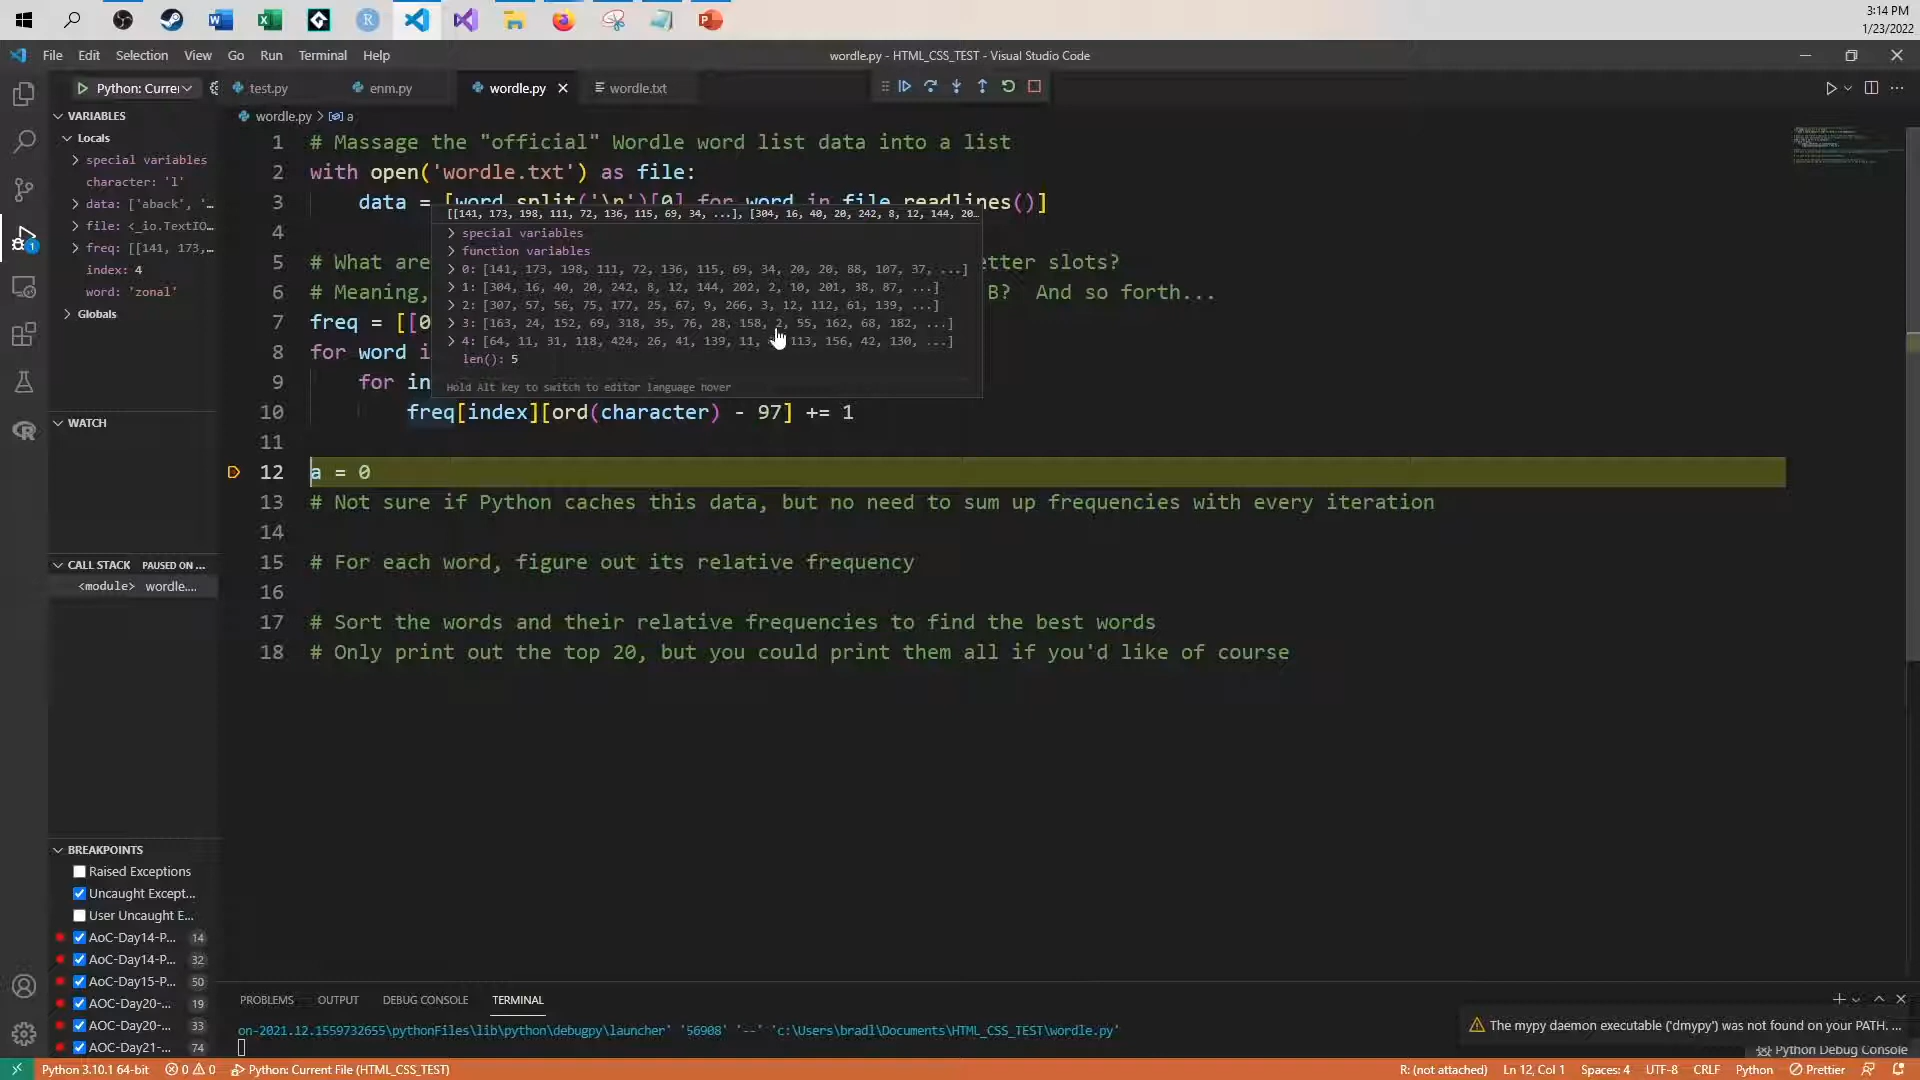 3:14 PM
1/23/2022
File Edit Selection View Go Run Terminal Help
wordle.py - HTML_CSS_TEST - Visual Studio Code
Python: Currer
test.py
enm.py
wordle.py
wordle.txt
wordle.py > a
VARIABLES
Locals
special variables
character: 'l'
data: ['aback', '…
file: <_io.TextIO…
freq: [[141, 173,…
index: 4
word: 'zonal'
Globals
WATCH
CALL STACK PAUSED ON ...
<module> wordle....
BREAKPOINTS
Raised Exceptions
Uncaught Except...
User Uncaught E...
AoC-Day14-P... 14
AoC-Day14-P... 32
AoC-Day15-P... 50
AOC-Day20-... 19
AOC-Day20-... 33
AOC-Day21-... 74
1
1 # Massage the "official" Wordle word list data into a list
2 with open('wordle.txt') as file:
3 data = [word.split('\n')[0] for word in file.readlines()]
4
5 # What are etter slots?
6 # Meaning, B? And so forth...
7 freq = [[0
8 for word i
9 for in
10 freq[index][ord(character) - 97] += 1
11
12 a = 0
13 # Not sure if Python caches this data, but no need to sum up frequencies with every iteration
14
15 # For each word, figure out its relative frequency
16
17 # Sort the words and their relative frequencies to find the best words
18 # Only print out the top 20, but you could print them all if you'd like of course
[[141, 173, 198, 111, 72, 136, 115, 69, 34, ...], [304, 16, 40, 20, 242, 8, 12, 144, 20…
special variables
function variables
0: [141, 173, 198, 111, 72, 136, 115, 69, 34, 20, 20, 88, 107, 37, ...]
1: [304, 16, 40, 20, 242, 8, 12, 144, 202, 2, 10, 201, 38, 87, ...]
2: [307, 57, 56, 75, 177, 25, 67, 9, 266, 3, 12, 112, 61, 139, ...]
3: [163, 24, 152, 69, 318, 35, 76, 28, 158, 2, 55, 162, 68, 182, ...]
4: [64, 11, 31, 118, 424, 26, 41, 139, 11, 113, 156, 42, 130, ...]
len(): 5
Hold Alt key to switch to editor language hover
PROBLEMS OUTPUT DEBUG CONSOLE TERMINAL
on-2021.12.1559732655\pythonFiles\lib\python\debugpy\launcher' '56908' '--' 'c:\Users\bradl\Documents\HTML_CSS_TEST\wordle.py'
The mypy daemon executable ('dmypy') was not found on your PATH. ...
Python Debug Console
Python 3.10.1 64-bit 0 0 Python: Current File (HTML_CSS_TEST)
R: (not attached) Ln 12, Col 1 Spaces: 4 UTF-8 CRLF Python Prettier